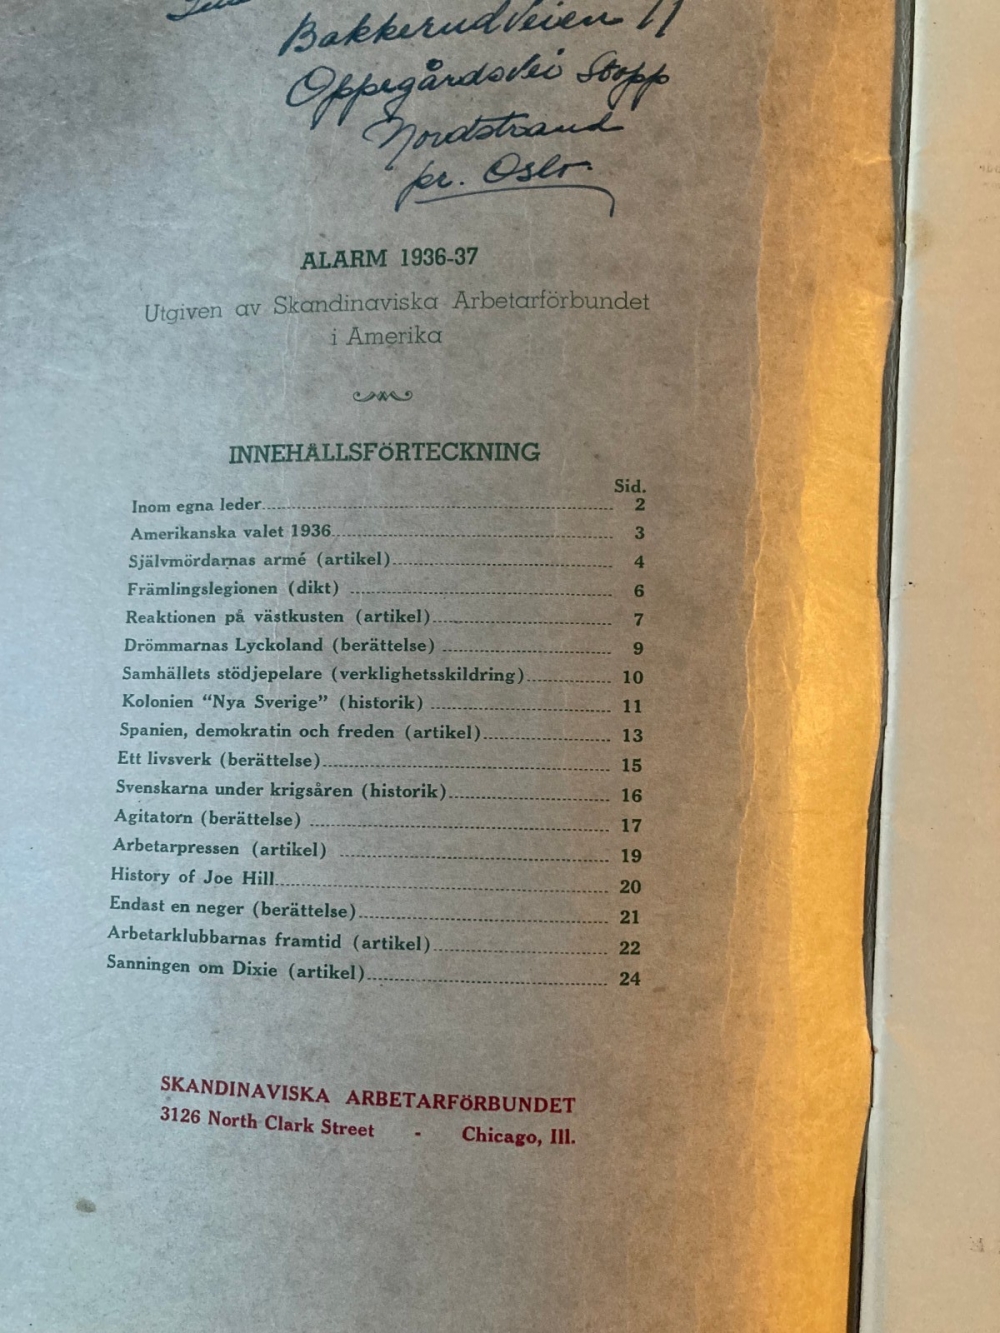 Bakkerudveien 11
Oppegårdsvei Stopp
Nordstrand
pr. Oslo.
ALARM 1936-37
Utgiven av Skandinaviska Arbetarförbundet
i Amerika
INNEHÅLLSFÖRTECKNING
Sid.
Inom egna leder 2
Amerikanska valet 1936 3
Självmördarnas armé (artikel) 4
Främlingslegionen (dikt) 6
Reaktionen på västkusten (artikel) 7
Drömmarnas Lyckoland (berättelse) 9
Samhällets stödjepelare (verklighetsskildring) 10
Kolonien “Nya Sverige” (historik) 11
Spanien, demokratin och freden (artikel) 13
Ett livsverk (berättelse) 15
Svenskarna under krigsåren (historik) 16
Agitatorn (berättelse) 17
Arbetarpressen (artikel) 19
History of Joe Hill 20
Endast en neger (berättelse) 21
Arbetarklubbarnas framtid (artikel) 22
Sanningen om Dixie (artikel) 24
SKANDINAVISKA ARBETARFÖRBUNDET
3126 North Clark Street - Chicago, Ill.